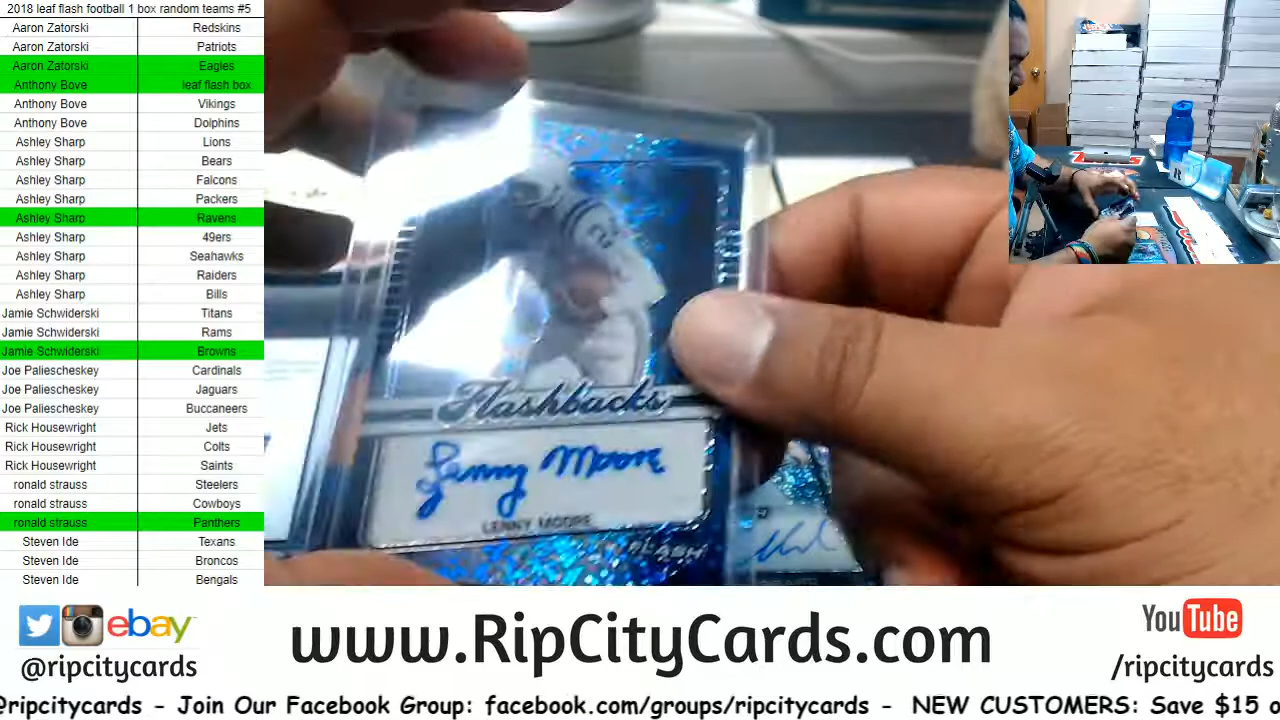 2018 leaf flash football 1 box random teams #5
Aaron Zatorski Redskins
Aaron Zatorski Patriots
Aaron Zatorski Eagles
Anthony Bove leaf flash box
Anthony Bove Vikings
Anthony Bove Dolphins
Ashley Sharp Lions
Ashley Sharp Bears
Ashley Sharp Falcons
Ashley Sharp Packers
Ashley Sharp Ravens
Ashley Sharp 49ers
Ashley Sharp Seahawks
Ashley Sharp Raiders
Ashley Sharp Bills
Jamie Schwiderski Titans
Jamie Schwiderski Rams
Jamie Schwiderski Browns
Joe Paliescheskey Cardinals
Joe Paliescheskey Jaguars
Joe Paliescheskey Buccaneers
Rick Housewright Jets
Rick Housewright Colts
Rick Housewright Saints
ronald strauss Steelers
ronald strauss Cowboys
ronald strauss Panthers
Steven Ide Texans
Steven Ide Broncos
Steven Ide Bengals
Flashbacks
Lenny Moore
LENNY MOORE
FLASH
ebay
@ripcitycards
www.RipCityCards.com
YouTube
/ripcitycards
@ripcitycards - Join Our Facebook Group: facebook.com/groups/ripcitycards - NEW CUSTOMERS: Save $15 o